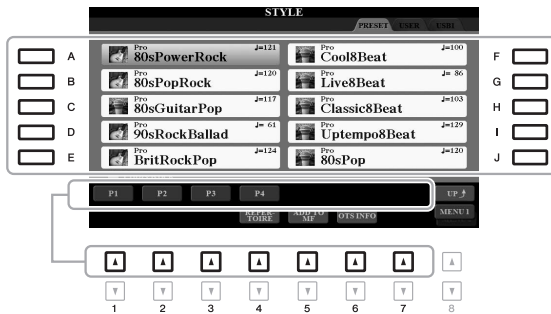 STYLE
PRESET USER USB1
A Pro 80sPowerRock ♩=121 Pro Cool8Beat ♩=100 F
B Pro 80sPopRock ♩=120 Pro Live8Beat ♩= 86 G
C Pro 80sGuitarPop ♩=117 Pro Classic8Beat ♩=103 H
D Pro 90sRockBallad ♩= 61 Pro Uptempo8Beat ♩=129 I
E Pro BritRockPop ♩=124 Pro 80sPop ♩=120 J
P1 P2 P3 P4 UP
REPER-
TOIRE
ADD TO
MF
OTS INFO MENU1
1 2 3 4 5 6 7 8